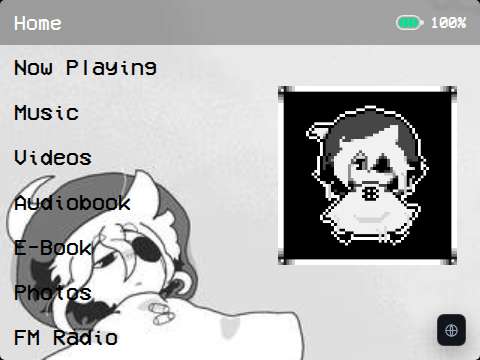 Home
100%
Now Playing
Music
Videos
Audiobook
E-Book
Photos
FM Radio